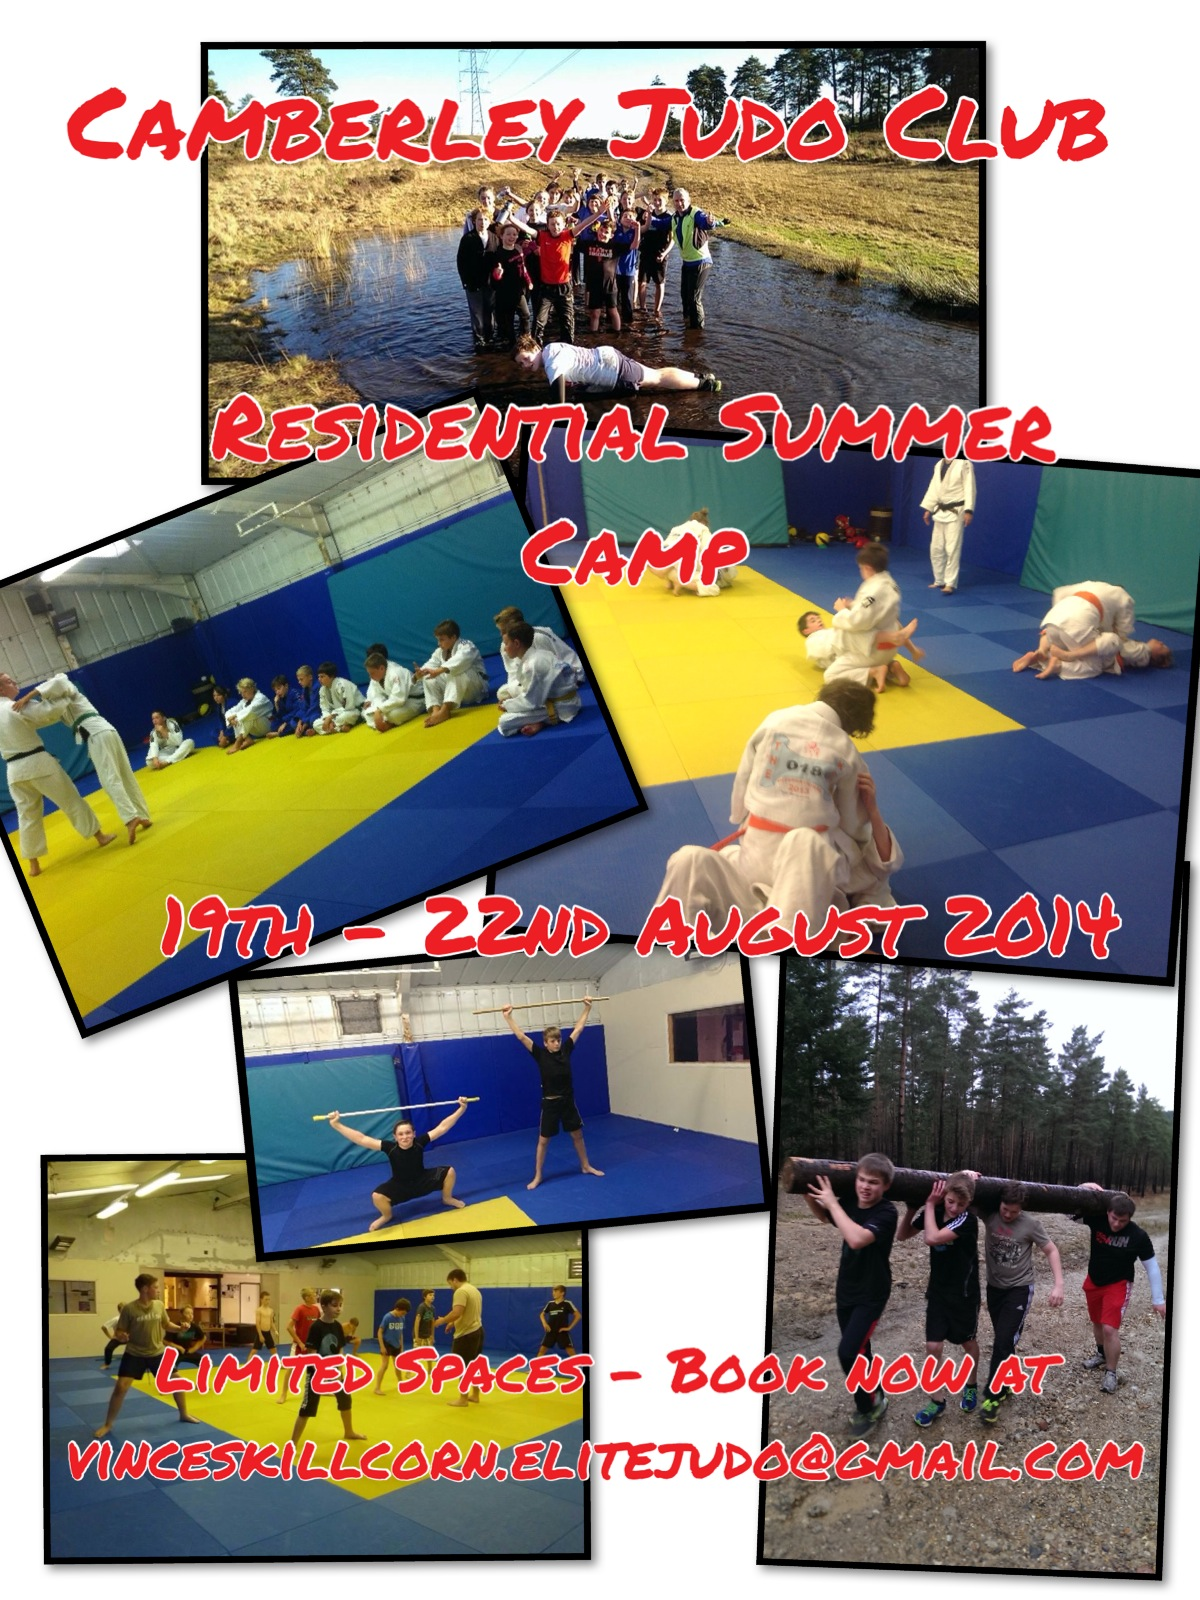 Camberley Judo Club
Residential Summer
Camp
19th - 22nd August 2014
Limited Spaces - Book now at
vinceskillcorn.elitejudo@gmail.com